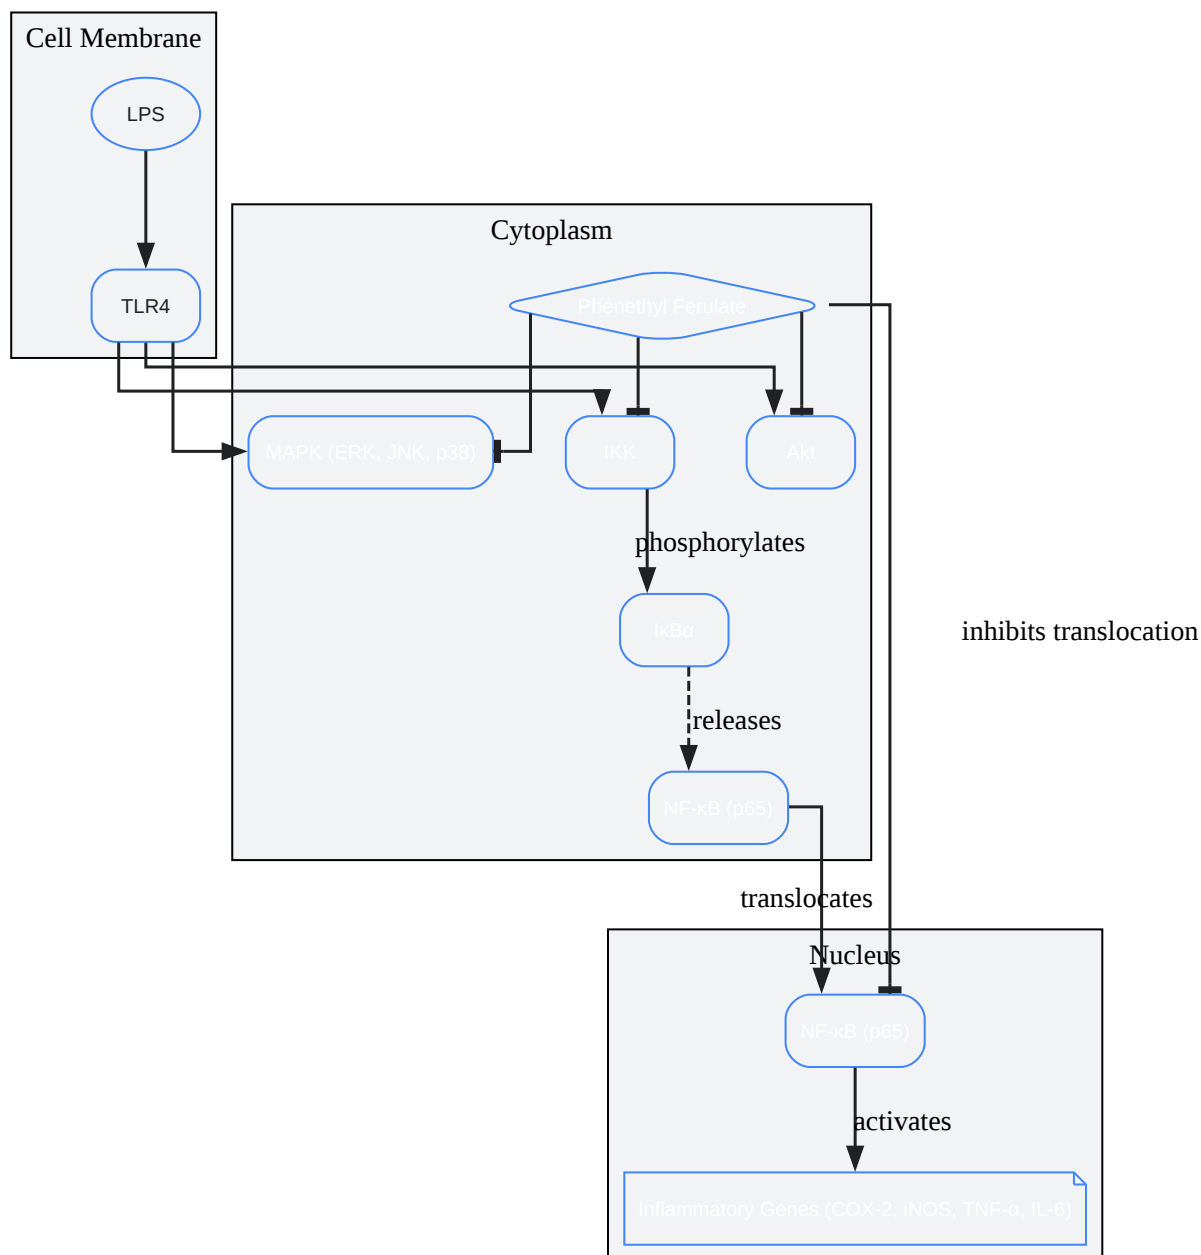 Cell Membrane
LPS
Cytoplasm
TLR4
Phenethyl Ferulate
MAPK (ERK, JNK, p38)
IKK
Akt
phosphorylates
IκBα
inhibits translocation
releases
NF-κB (p65)
translocates
Nucleus
NF-κB (p65)
activates
Inflammatory Genes (COX-2, iNOS, TNF-α, IL-6)